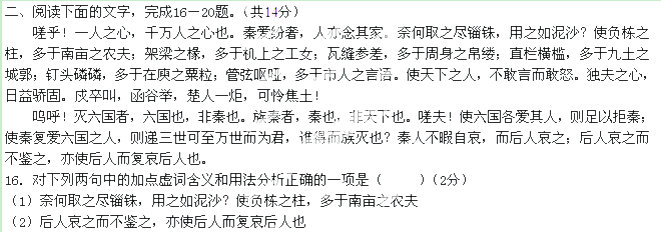 二、阅读下面的文字，完成16—20题。（共14分）
嗟乎！一人之心，千万人之心也。秦爱纷奢，人亦念其家。奈何取之尽锱铢，用之如泥沙？使负栋之
柱，多于南亩之农夫；架梁之椽，多于机上之工女；瓦缝参差，多于周身之帛缕；直栏横槛，多于九土之
城郭；钉头磷磷，多于在庾之粟粒；管弦呕哑，多于市人之言语。使天下之人，不敢言而敢怒。独夫之心，
日益骄固。戍卒叫，函谷举，楚人一炬，可怜焦土！
呜呼！灭六国者，六国也，非秦也。族秦者，秦也，非天下也。嗟夫！使六国各爱其人，则足以拒秦；
使秦复爱六国之人，则递三世可至万世而为君，谁得而族灭也？秦人不暇自哀，而后人哀之；后人哀之而
不鉴之，亦使后人而复哀后人也。
16．对下列两句中的加点虚词含义和用法分析正确的一项是（　　）（2分）
（1）奈何取之尽锱铢，用之如泥沙？使负栋之柱，多于南亩之农夫
（2）后人哀之而不鉴之，亦使后人而复哀后人也